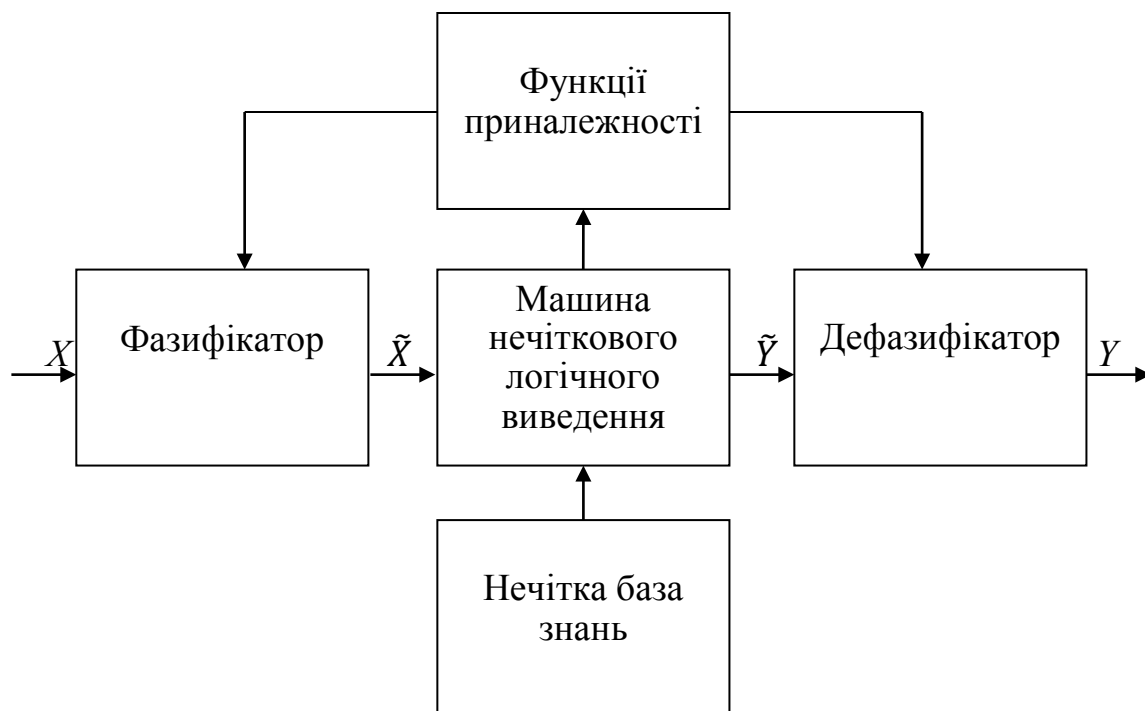 Функції
приналежності
X
Фазифікатор
X̃
Машина
нечіткового
логічного
виведення
Ỹ
Дефазифікатор
Y
Нечітка база
знань